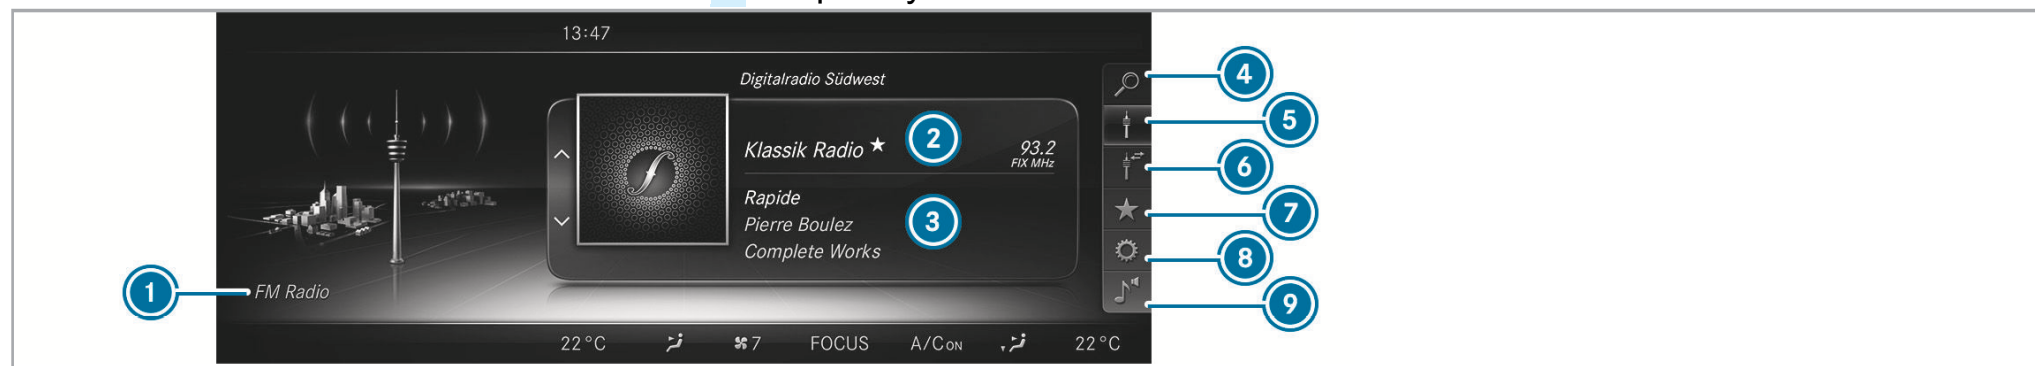 13:47
Digitalradio Südwest
4
5
2
Klassik Radio ★ 93.2
FIX MHz
6
Rapide
3
7
Pierre Boulez
Complete Works
8
1
FM Radio
9
22°C 7 FOCUS A/C ON 22°C